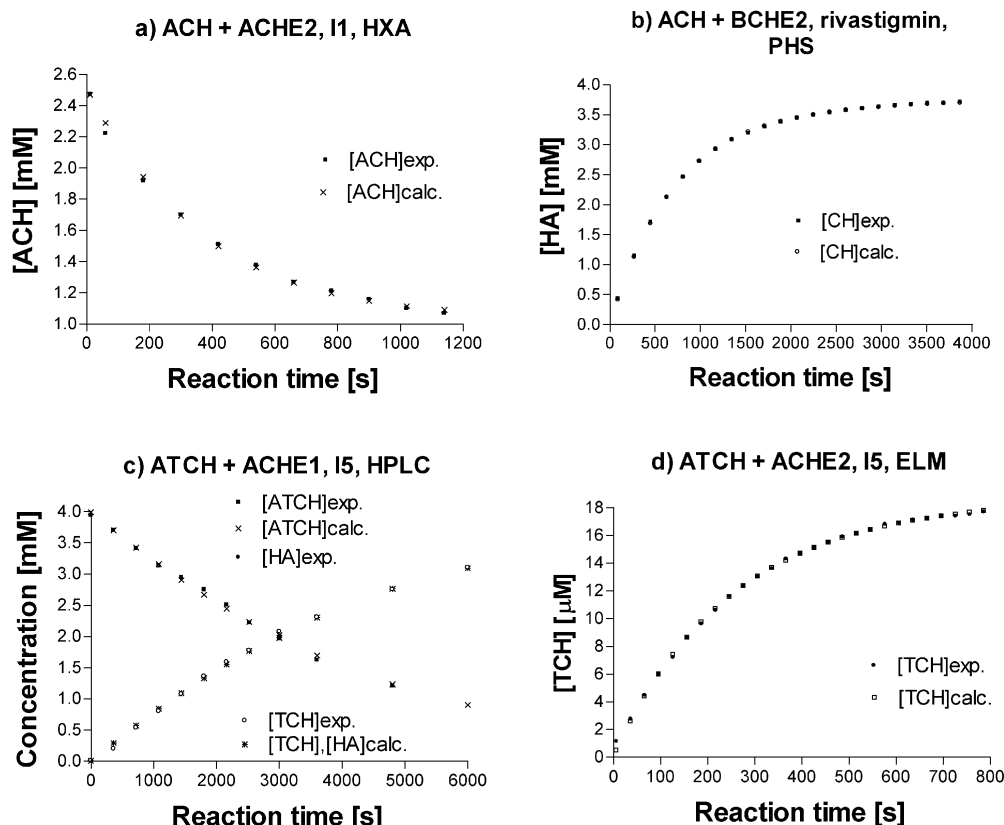 a) ACH + ACHE2, I1, HXA
2.6
2.4
2.2
2.0
1.8
1.6
1.4
1.2
1.0
[ACH] [mM]
[ACH]exp.
[ACH]calc.
0 200 400 600 800 1000 1200
Reaction time [s]
b) ACH + BCHE2, rivastigmin,
PHS
4.0
3.5
3.0
2.5
2.0
1.5
1.0
0.5
0.0
[HA] [mM]
[CH]exp.
[CH]calc.
0 500 1000 1500 2000 2500 3000 3500 4000
Reaction time [s]
c) ATCH + ACHE1, I5, HPLC
[ATCH]exp.
[ATCH]calc.
[HA]exp.
4.0
3.5
3.0
2.5
2.0
1.5
1.0
0.5
0.0
Concentration [mM]
[TCH]exp.
[TCH],[HA]calc.
0 1000 2000 3000 4000 5000 6000
Reaction time [s]
d) ATCH + ACHE2, I5, ELM
18
16
14
12
10
8
6
4
2
0
[TCH] [µM]
[TCH]exp.
[TCH]calc.
0 100 200 300 400 500 600 700 800
Reaction time [s]